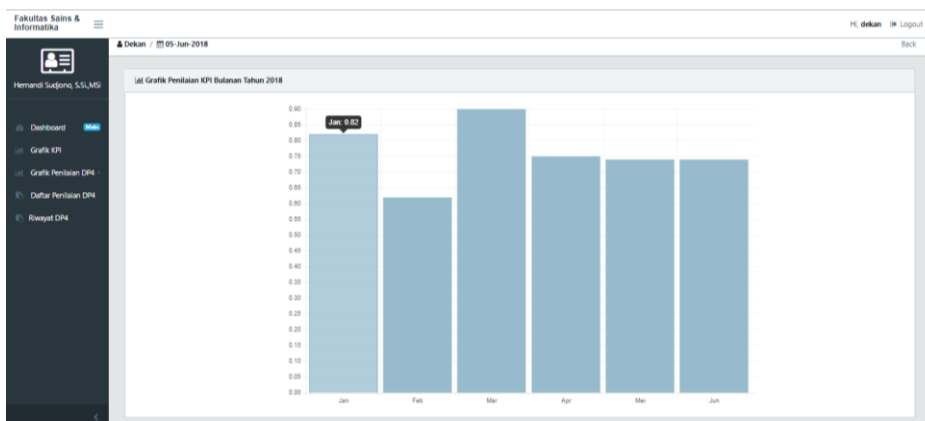 Fakultas Sains &
Informatika
Hi, dekan Logout
Dekan / 05-Jun-2018
Back
Hernandi Sudjono, S.Si.,MSi
Dashboard Main
Grafik KPI
Grafik Penilaian DP4
Daftar Penilaian DP4
Riwayat DP4
Grafik Penilaian KPI Bulanan Tahun 2018
0.90
0.85
0.80
0.75
0.70
0.65
0.60
0.55
0.50
0.45
0.40
0.35
0.30
0.25
0.20
0.15
0.10
0.05
0.00
Jan: 0.82
Jan Feb Mar Apr Mei Jun